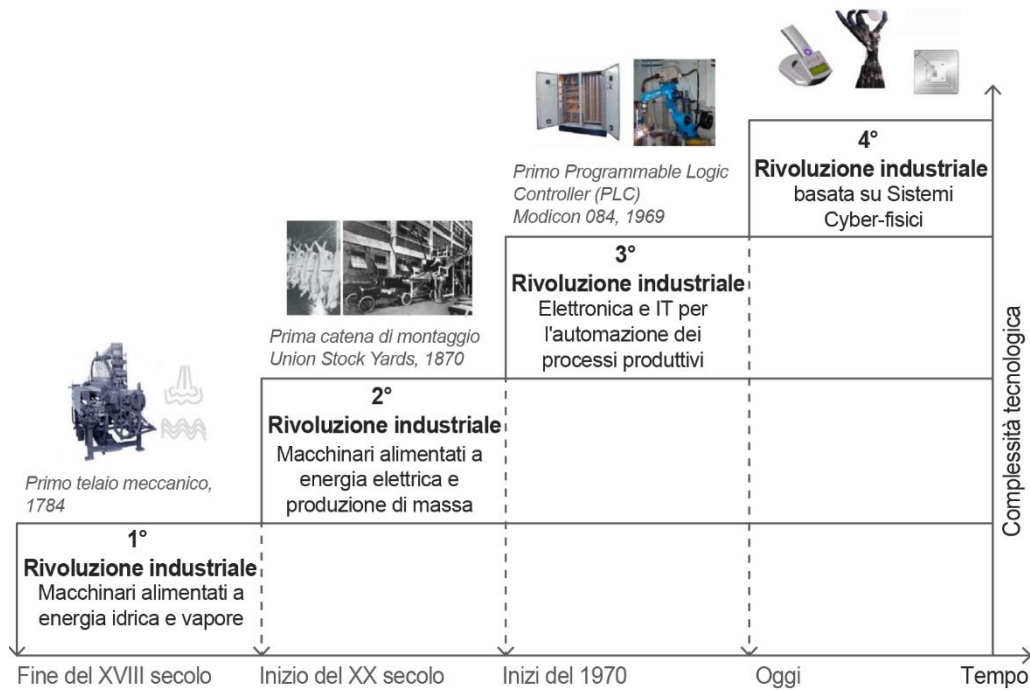 4°
Rivoluzione industriale
basata su Sistemi
Cyber-fisici
Primo Programmable Logic
Controller (PLC)
Modicon 084, 1969
3°
Rivoluzione industriale
Elettronica e IT per
l'automazione dei
processi produttivi
Prima catena di montaggio
Union Stock Yards, 1870
2°
Rivoluzione industriale
Macchinari alimentati a
energia elettrica e
produzione di massa
Primo telaio meccanico,
1784
1°
Rivoluzione industriale
Macchinari alimentati a
energia idrica e vapore
Complessità tecnologica
Fine del XVIII secolo
Inizio del XX secolo
Inizi del 1970
Oggi
Tempo